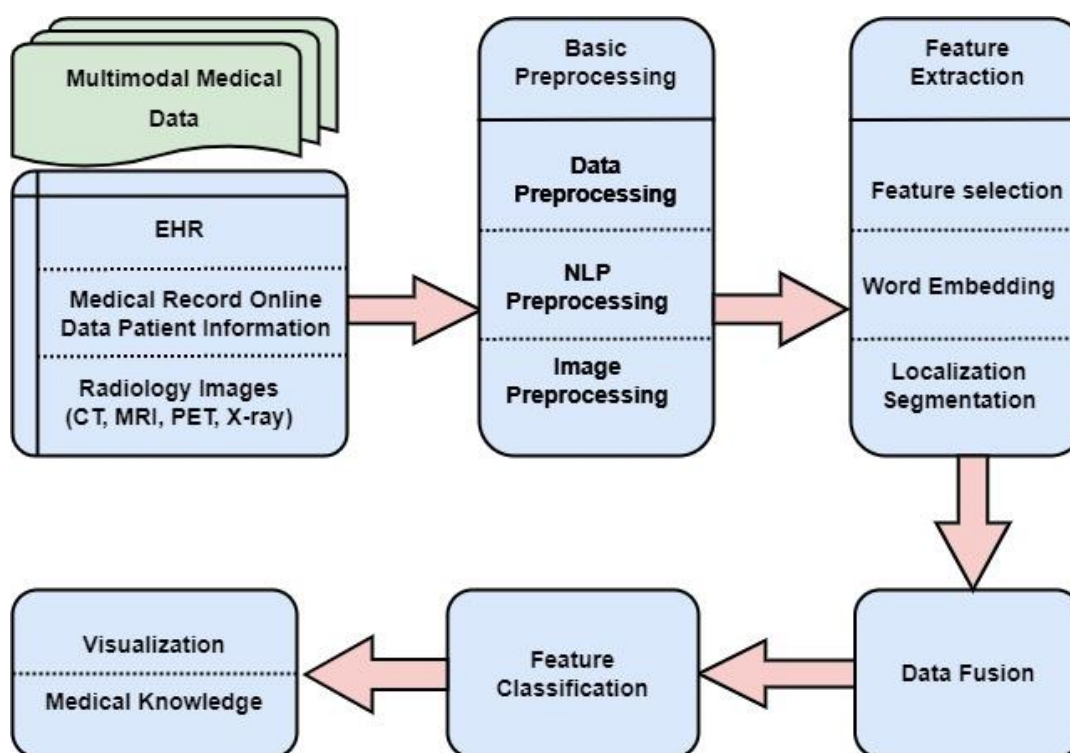 Multimodal Medical
Data
EHR
Medical Record Online
Data Patient Information
Radiology Images
(CT, MRI, PET, X-ray)
Basic
Preprocessing
Data
Preprocessing
NLP
Preprocessing
Image
Preprocessing
Feature
Extraction
Feature selection
Word Embedding
Localization
Segmentation
Data Fusion
Feature
Classification
Visualization
Medical Knowledge